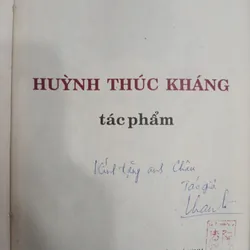 HUỲNH THÚC KHÁNG
tác phẩm
Kính tặng anh Châu
Tác giả